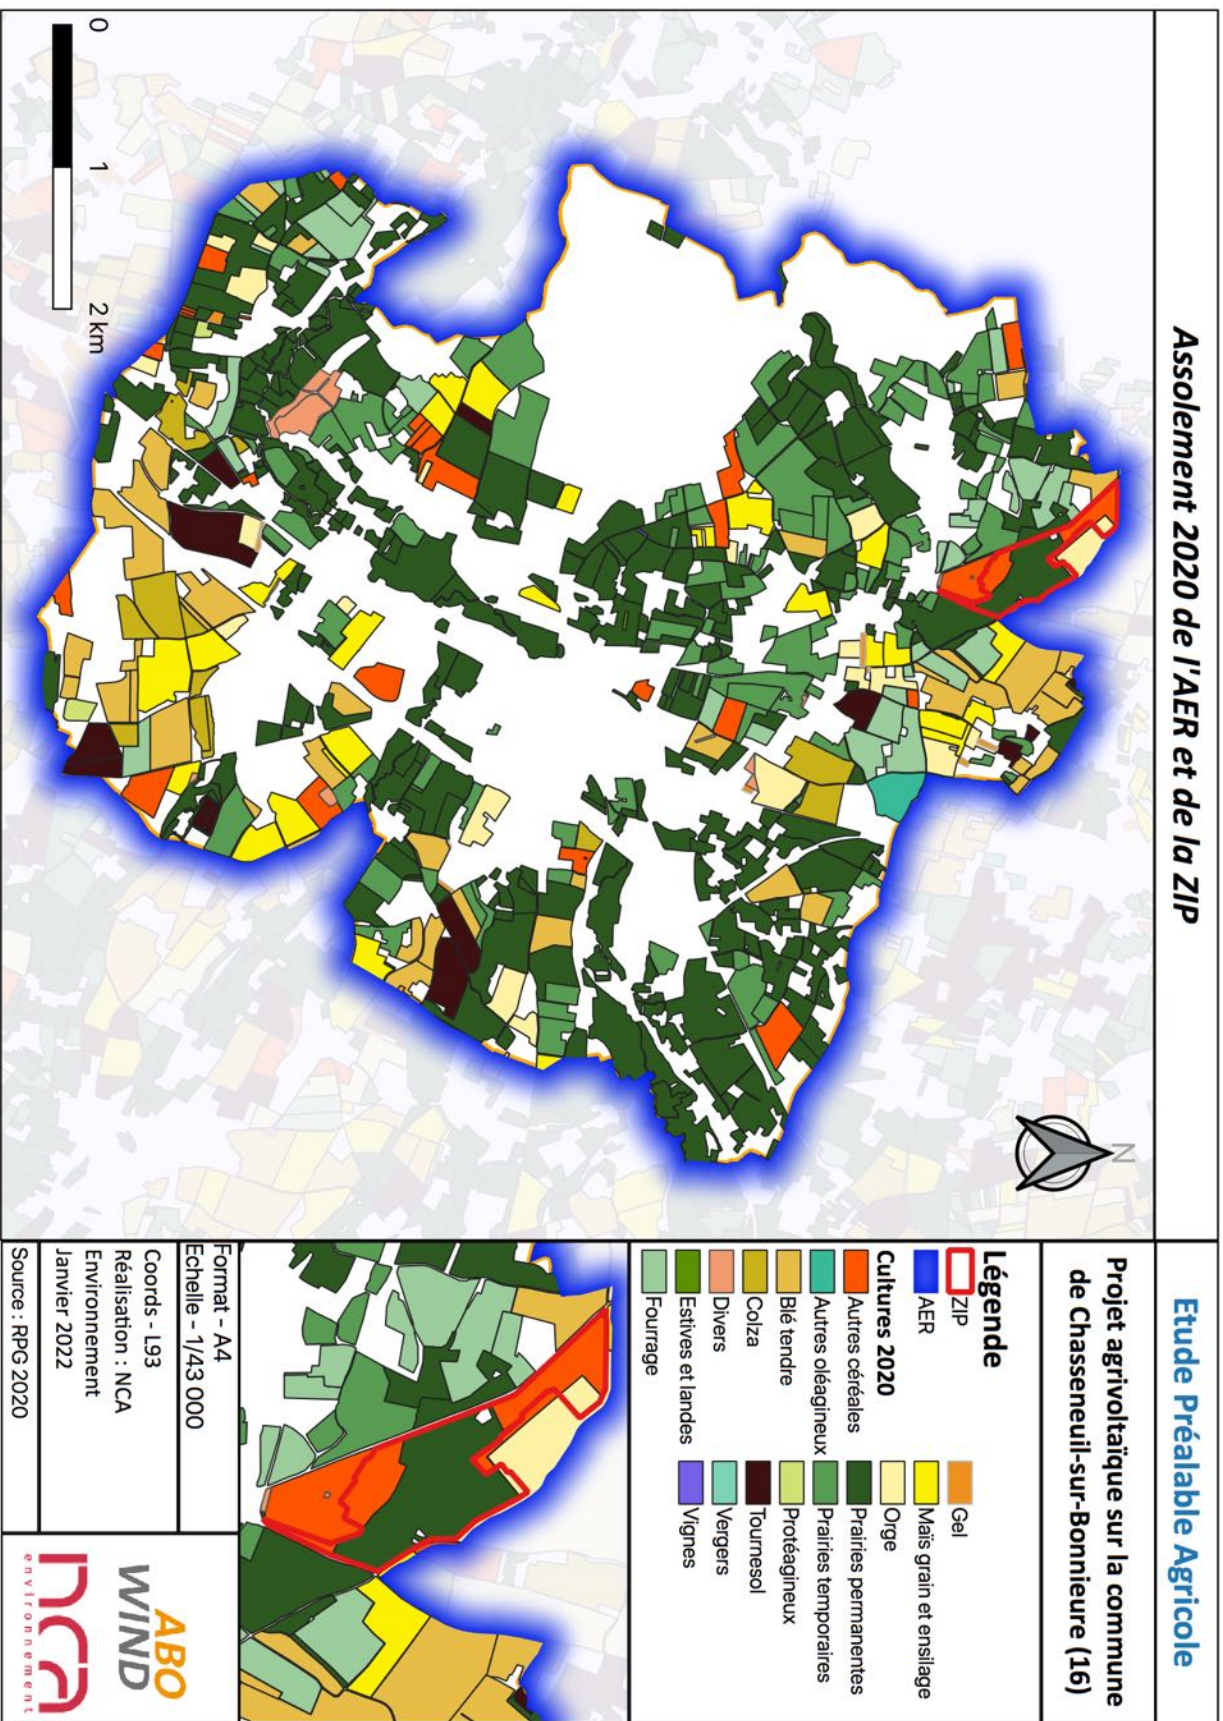 Assolement 2020 de l'AER et de la ZIP
0
1
2 km
N
Etude Préalable Agricole
Projet agrivoltaïque sur la commune
de Chasseneuil-sur-Bonnieure (16)
Légende
ZIP
AER
Cultures 2020
Autres céréales
Autres oléagineux
Blé tendre
Colza
Divers
Estives et landes
Fourrage
Gel
Maïs grain et ensilage
Orge
Prairies permanentes
Prairies temporaires
Protéagineux
Tournesol
Vergers
Vignes
Format - A4
Echelle - 1/43 000
Coords - L93
Réalisation : NCA
Environnement
Janvier 2022
Source : RPG 2020
ABO
WIND
nca
environnement